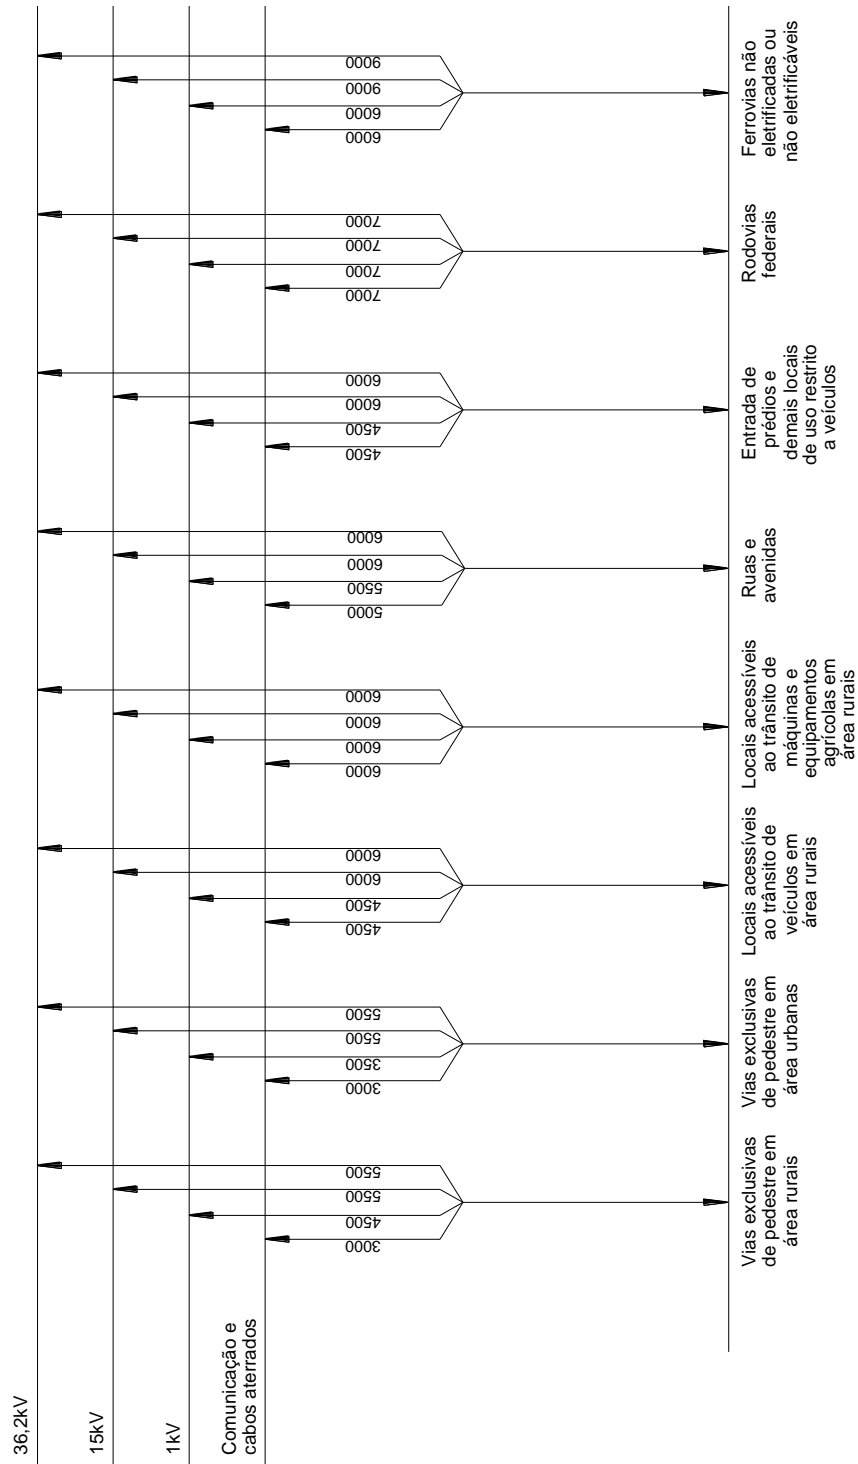 36,2kV
15kV
1kV
Comunicação e
cabos aterrados
9000
9000
6000
6000
Ferrovias não
eletrificadas ou
não eletrificáveis
7000
7000
7000
7000
Rodovias
federais
6000
6000
4500
4500
Entrada de
prédios e
demais locais
de uso restrito
a veículos
6000
6000
5500
5000
Ruas e
avenidas
6000
6000
6000
6000
Locais acessíveis
ao trânsito de
máquinas e
equipamentos
agrícolas em
área rurais
6000
6000
4500
4500
Locais acessíveis
ao trânsito de
veículos em
área rurais
5500
5500
3500
3000
Vias exclusivas
de pedestre em
área urbanas
5500
5500
4500
3000
Vias exclusivas
de pedestre em
área rurais